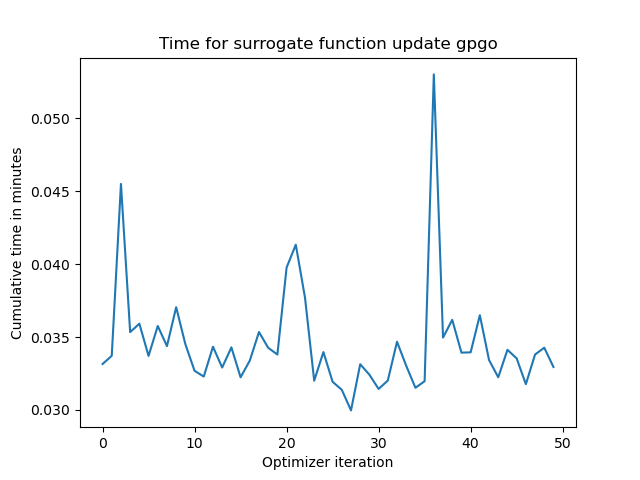 Time for surrogate function update gpgo
Cumulative time in minutes
0.050
0.045
0.040
0.035
0.030
0 10 20 30 40 50
Optimizer iteration